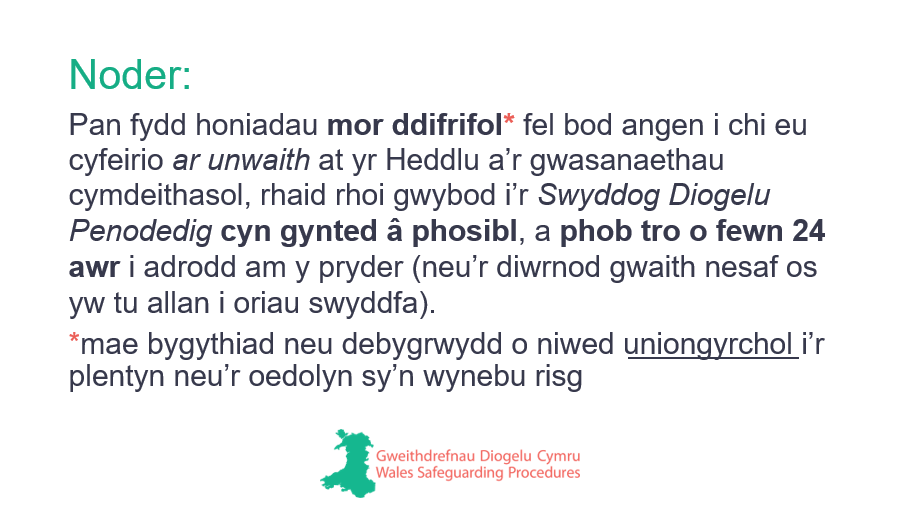 Noder:
Pan fydd honiadau mor ddifrifol* fel bod angen i chi eu
cyfeirio ar unwaith at yr Heddlu a’r gwasanaethau
cymdeithasol, rhaid rhoi gwybod i’r Swyddog Diogelu
Penodedig cyn gynted â phosibl, a phob tro o fewn 24
awr i adrodd am y pryder (neu’r diwrnod gwaith nesaf os
yw tu allan i oriau swyddfa).
*mae bygythiad neu debygrwydd o niwed uniongyrchol i’r
plentyn neu’r oedolyn sy’n wynebu risg
Gweithdrefnau Diogelu Cymru
Wales Safeguarding Procedures